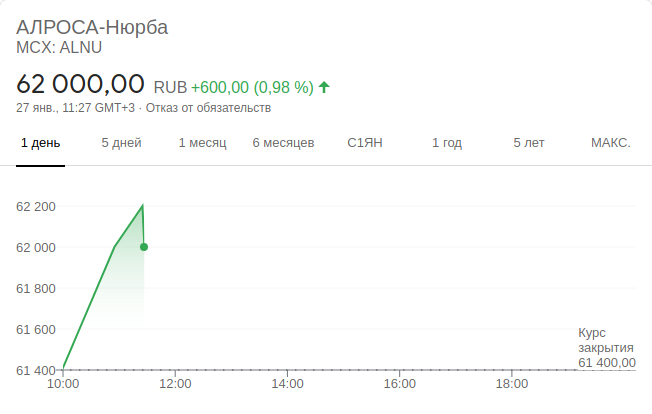 АЛРОСА-Нюрба
MCX: ALNU
62 000,00 RUB +600,00 (0,98 %)
27 янв., 11:27 GMT+3 · Отказ от обязательств
1 день 5 дней 1 месяц 6 месяцев С1ЯН 1 год 5 лет МАКС.
62 200
62 000
61 800
61 600
61 400
Курс
закрытия
61 400,00
10:00 12:00 14:00 16:00 18:00